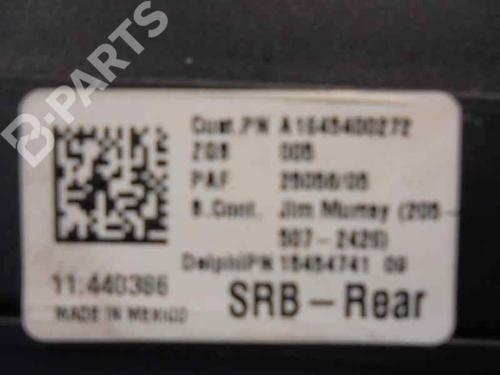 B-PARTS
Cust.PN A1645400272
ZGS 005
PAF 25056/05
S.Cont. Jim Murray (205-
507-2426)
DelphiPN 15454741 09
11:440386
MADE IN MEXICO
SRB-Rear